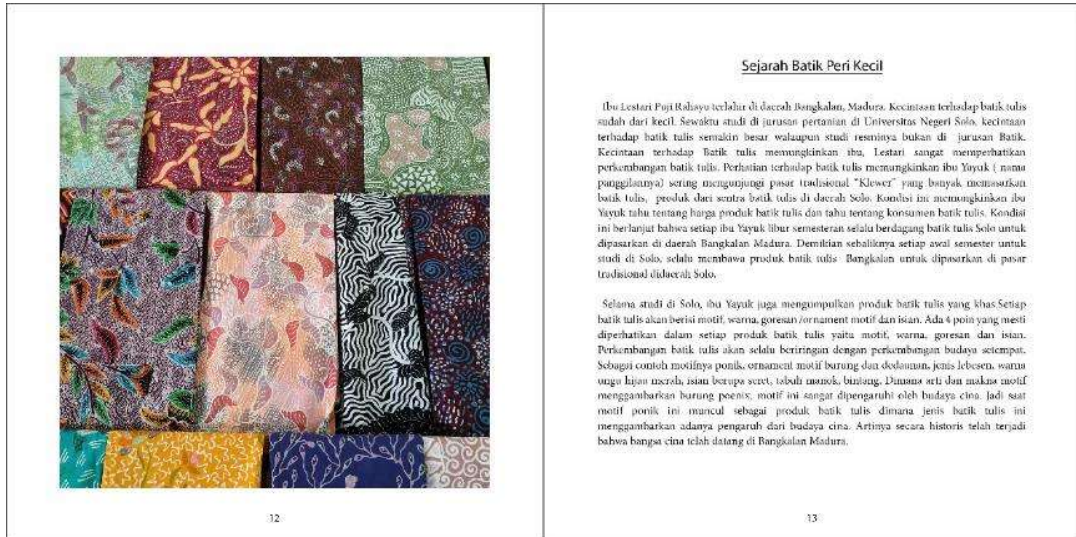 12
Sejarah Batik Peri Kecil
Ibu Lestari Puji Rahayu terlahir di daerah Bangkalan, Madura. Kecintaan terhadap batik tulis
sudah dari kecil. Sewaktu studi di jurusan pertanian di Universitas Negeri Solo, kecintaan
terhadap batik tulis semakin besar walaupun studi resminya bukan di jurusan Batik.
Kecintaan terhadap Batik tulis memungkinkan ibu, Lestari sangat memperhatikan
perkembangan batik tulis. Perhatian terhadap batik tulis memungkinkan ibu Yayuk ( nama
panggilannya) sering mengunjungi pasar tradisional "Klewer" yang banyak memasarkan
batik tulis, produk dari sentra batik tulis di daerah Solo. Kondisi ini memungkinkan ibu
Yayuk tahu tentang harga produk batik tulis dan tahu tentang konsumen batik tulis. Kondisi
ini berlanjut bahwa setiap ibu Yayuk libur semesteran selalu berdagang batik tulis Solo untuk
dipasarkan di daerah Bangkalan Madura. Demikian sebaliknya setiap awal semester untuk
studi di Solo, selalu membawa produk batik tulis Bangkalan untuk dipasarkan di pasar
tradisional didaerah Solo.
Selama studi di Solo, ibu Yayuk juga mengumpulkan produk batik tulis yang khas.Setiap
batik tulis akan berisi motif, warna, goresan /ornament motif dan isian. Ada 4 poin yang mesti
diperhatikan dalam setiap produk batik tulis yaitu motif, warna, goresan dan isian.
Perkembangan batik tulis akan selalu beriringan dengan perkembangan budaya setempat.
Sebagai contoh motifnya ponik, ornament motif burung dan dedaunan, jenis lebesen, warna
ungu hijau merah, isian berupa seret, tabuh manok, bintang. Dimana arti dan makna motif
menggambarkan burung poenix, motif ini sangat dipengaruhi oleh budaya cina. Jadi saat
motif ponik ini muncul sebagai produk batik tulis dimana jenis batik tulis ini
menggambarkan adanya pengaruh dari budaya cina. Artinya secara historis telah terjadi
bahwa bangsa cina telah datang di Bangkalan Madura.
13